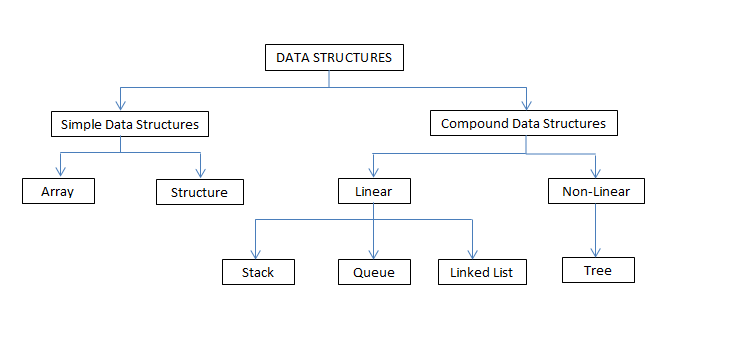 DATA STRUCTURES
Simple Data Structures
Compound Data Structures
Array
Structure
Linear
Non-Linear
Stack
Queue
Linked List
Tree